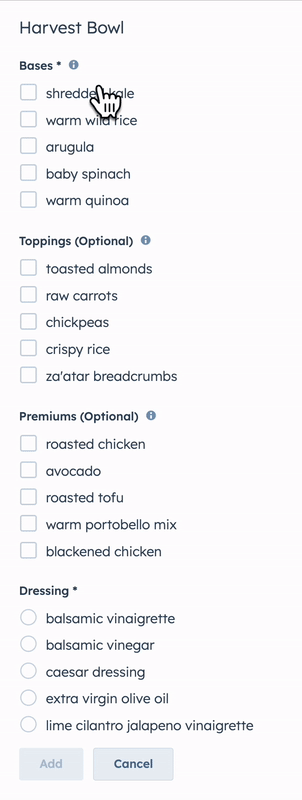 Harvest Bowl
Bases *
shredded kale
warm wild rice
arugula
baby spinach
warm quinoa
Toppings (Optional)
toasted almonds
raw carrots
chickpeas
crispy rice
za'atar breadcrumbs
Premiums (Optional)
roasted chicken
avocado
roasted tofu
warm portobello mix
blackened chicken
Dressing *
balsamic vinaigrette
balsamic vinegar
caesar dressing
extra virgin olive oil
lime cilantro jalapeno vinaigrette
Add
Cancel